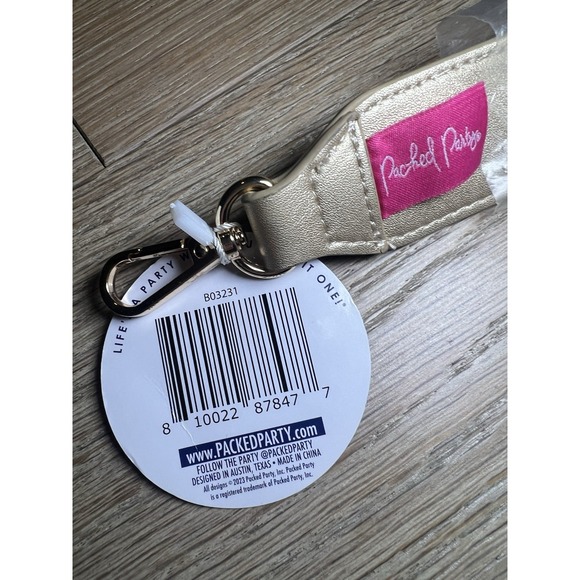 Packed Party
LIFE'S A PARTY W
T ONE!
B03231
8 10022 87847 7
www.PACKEDPARTY.com
FOLLOW THE PARTY @PACKEDPARTY
DESIGNED IN AUSTIN, TEXAS • MADE IN CHINA
All designs ©2023 Packed Party, Inc. Packed Party
is a registered trademark of Packed Party, Inc.